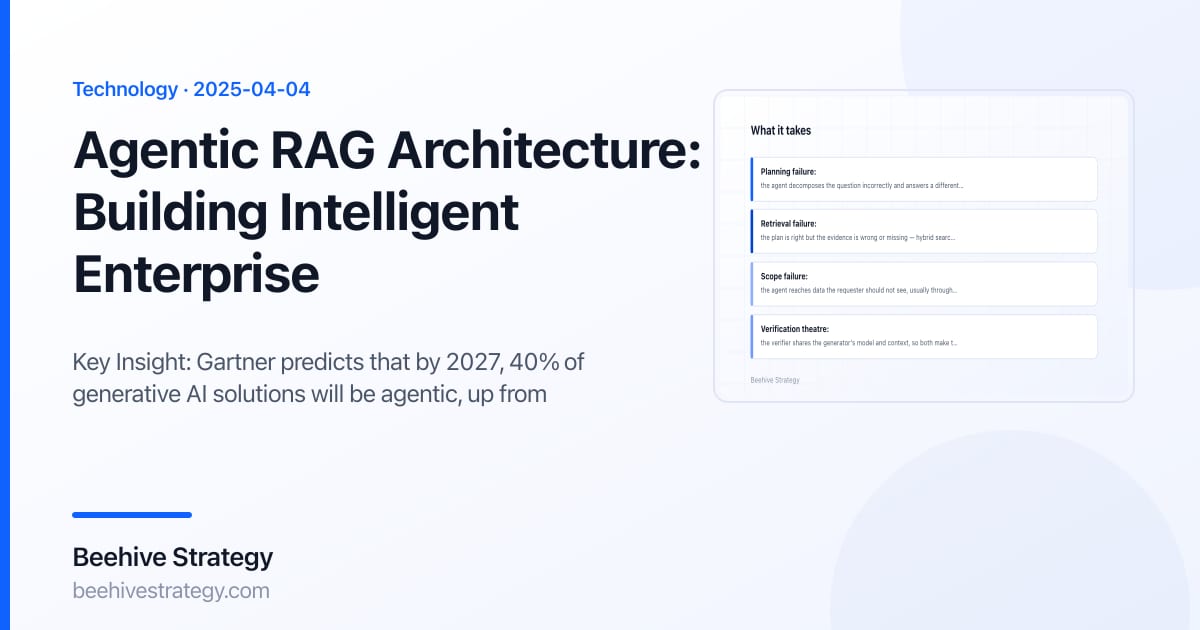 Technology · 2025-04-04
Agentic RAG Architecture:
Building Intelligent
Enterprise
Key Insight: Gartner predicts that by 2027, 40% of
generative AI solutions will be agentic, up from
Beehive Strategy
beehivestrategy.com
What it takes
Planning failure:
the agent decomposes the question incorrectly and answers a different...
Retrieval failure:
the plan is right but the evidence is wrong or missing — hybrid searc...
Scope failure:
the agent reaches data the requester should not see, usually through...
Verification theatre:
the verifier shares the generator's model and context, so both make t...
Beehive Strategy